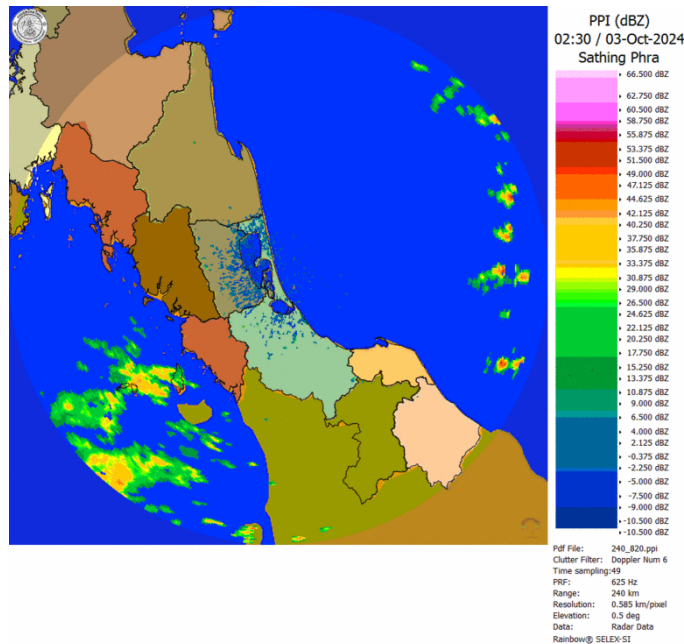 PPI (dBZ)
02:30 / 03-Oct-2024
Sathing Phra
66.500 dBZ
62.750 dBZ
60.500 dBZ
58.750 dBZ
55.875 dBZ
53.375 dBZ
51.500 dBZ
49.000 dBZ
47.125 dBZ
44.625 dBZ
42.125 dBZ
40.250 dBZ
37.750 dBZ
35.875 dBZ
33.375 dBZ
30.875 dBZ
29.000 dBZ
26.500 dBZ
24.625 dBZ
22.125 dBZ
20.250 dBZ
17.750 dBZ
15.250 dBZ
13.375 dBZ
10.875 dBZ
9.000 dBZ
6.500 dBZ
4.000 dBZ
2.125 dBZ
-0.375 dBZ
-2.250 dBZ
-5.000 dBZ
-7.500 dBZ
-9.000 dBZ
-10.500 dBZ
-10.500 dBZ
Pdf File: 240_820.ppi
Clutter Filter: Doppler Num 6
Time sampling:49
PRF: 625 Hz
Range: 240 km
Resolution: 0.585 km/pixel
Elevation: 0.5 deg
Data: Radar Data
Rainbow® SELEX-SI